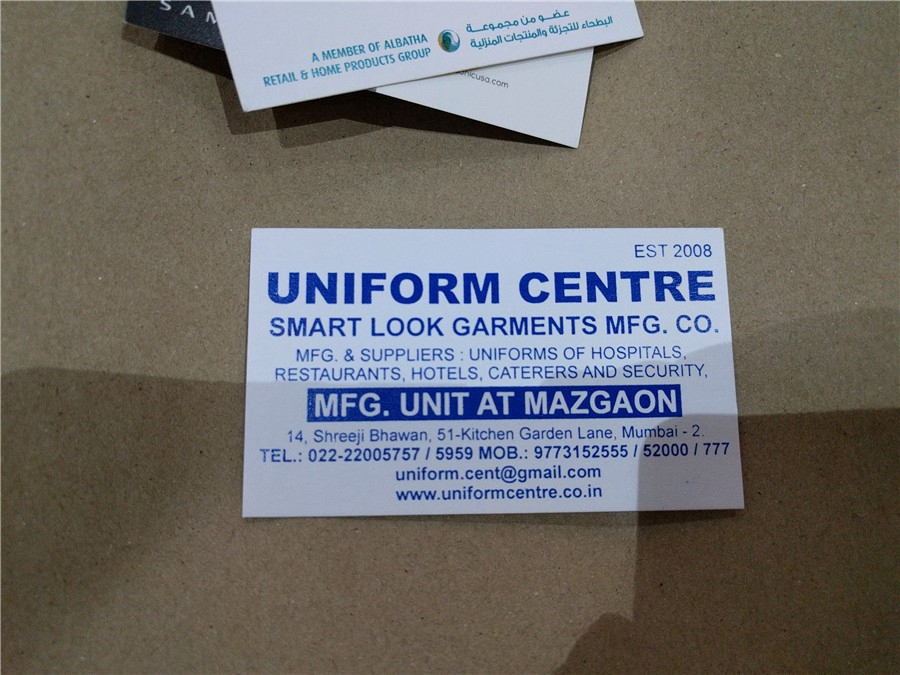 SAM
A MEMBER OF ALBATHA
RETAIL & HOME PRODUCTS GROUP
عضو من مجموعة
البطحاء للتجزئة والمنتجات المنزلية
EST 2008
UNIFORM CENTRE
SMART LOOK GARMENTS MFG. CO.
MFG. & SUPPLIERS : UNIFORMS OF HOSPITALS,
RESTAURANTS, HOTELS, CATERERS AND SECURITY,
MFG. UNIT AT MAZGAON
14, Shreeji Bhawan, 51-Kitchen Garden Lane, Mumbai - 2.
TEL.: 022-22005757 / 5959 MOB.: 9773152555 / 52000 / 777
uniform.cent@gmail.com
www.uniformcentre.co.in